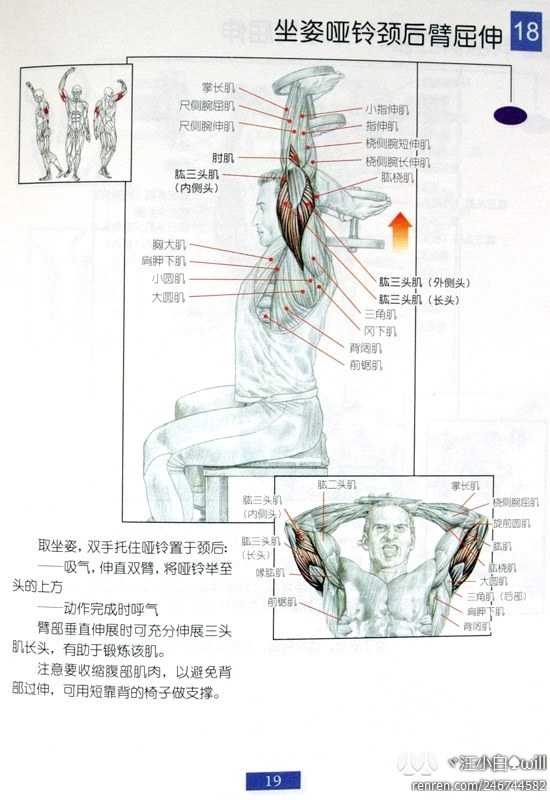 坐姿哑铃颈后臂屈伸 18
掌长肌
尺侧腕屈肌
尺侧腕伸肌
肘肌
肱三头肌
(内侧头)
小指伸肌
指伸肌
桡侧腕短伸肌
桡侧腕长伸肌
肱桡肌
胸大肌
肩胛下肌
小圆肌
大圆肌
肱三头肌(外侧头)
肱三头肌(长头)
三角肌
冈下肌
背阔肌
前锯肌
肱二头肌
掌长肌
肱三头肌
(内侧头)
肱三头肌
(长头)
喙肱肌
前锯肌
桡侧腕屈肌
旋前圆肌
肱肌
肱桡肌
大圆肌
三角肌(后部)
肩胛下肌
背阔肌
取坐姿,双手托住哑铃置于颈后:
——吸气,伸直双臂,将哑铃举至
头的上方
——动作完成时呼气
臂部垂直伸展时可充分伸展三头
肌长头,有助于锻炼该肌。
注意要收缩腹部肌肉,以避免背
部过伸,可用短靠背的椅子做支撑。
19
汪小白♤will
renren.com/246744582